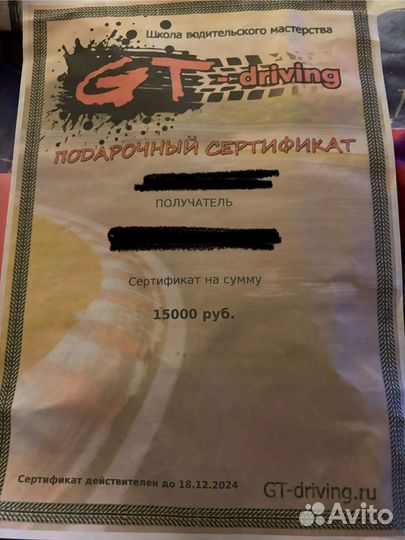 Школа водительского мастерства
GT-driving
ПОДАРОЧНЫЙ СЕРТИФИКАТ
ПОЛУЧАТЕЛЬ
Сертификат на сумму
15000 руб.
Сертификат действителен до 18.12.2024
GT-driving.ru
Avito